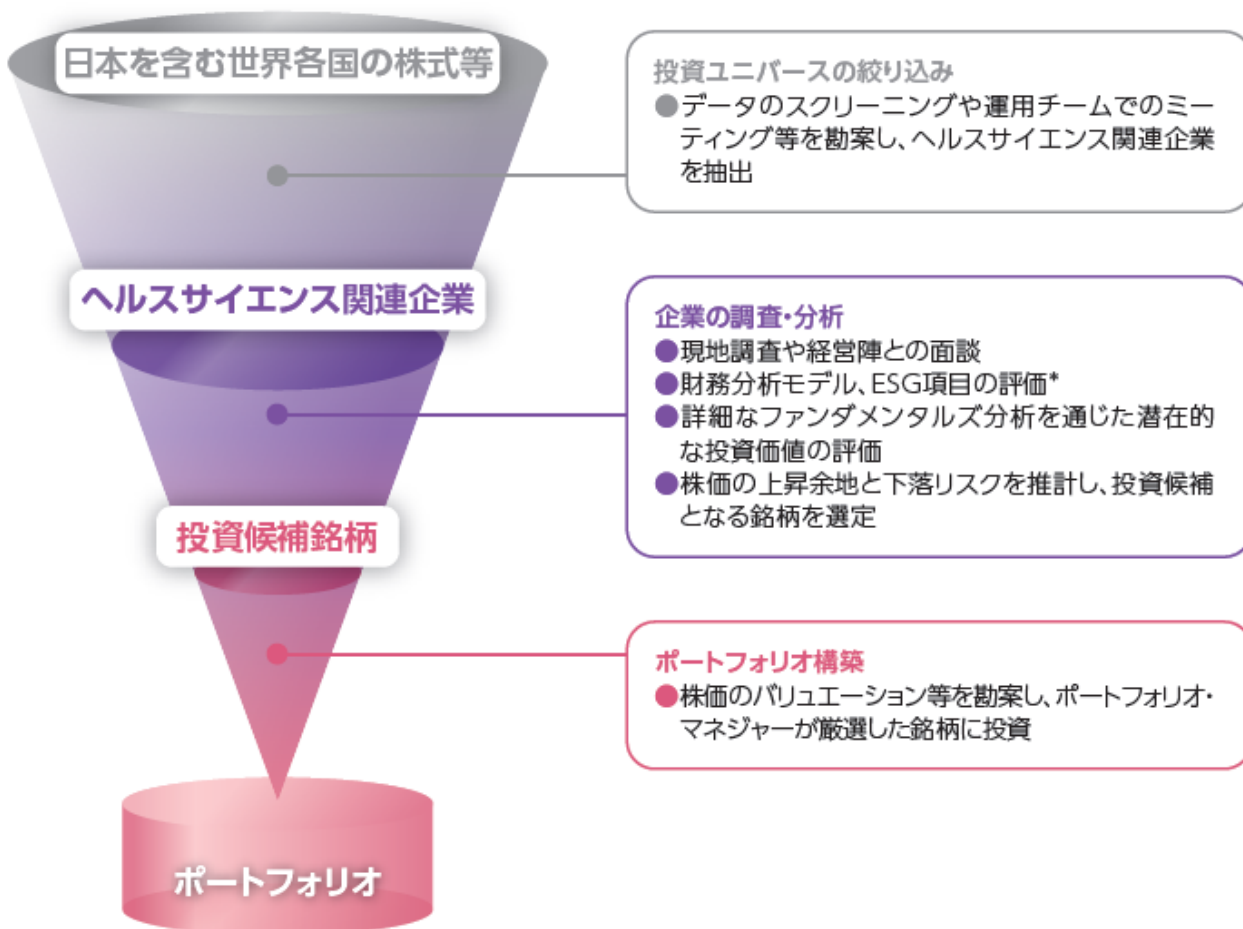 日本を含む世界各国の株式等
投資ユニバースの絞り込み
●データのスクリーニングや運用チームでのミー
ティング等を勘案し、ヘルスサイエンス関連企業
を抽出
ヘルスサイエンス関連企業
企業の調査・分析
●現地調査や経営陣との面談
●財務分析モデル、ESG項目の評価*
●詳細なファンダメンタルズ分析を通じた潜在的
な投資価値の評価
●株価の上昇余地と下落リスクを推計し、投資候補
となる銘柄を選定
投資候補銘柄
ポートフォリオ構築
●株価のバリュエーション等を勘案し、ポートフォリオ・
マネジャーが厳選した銘柄に投資
ポートフォリオ